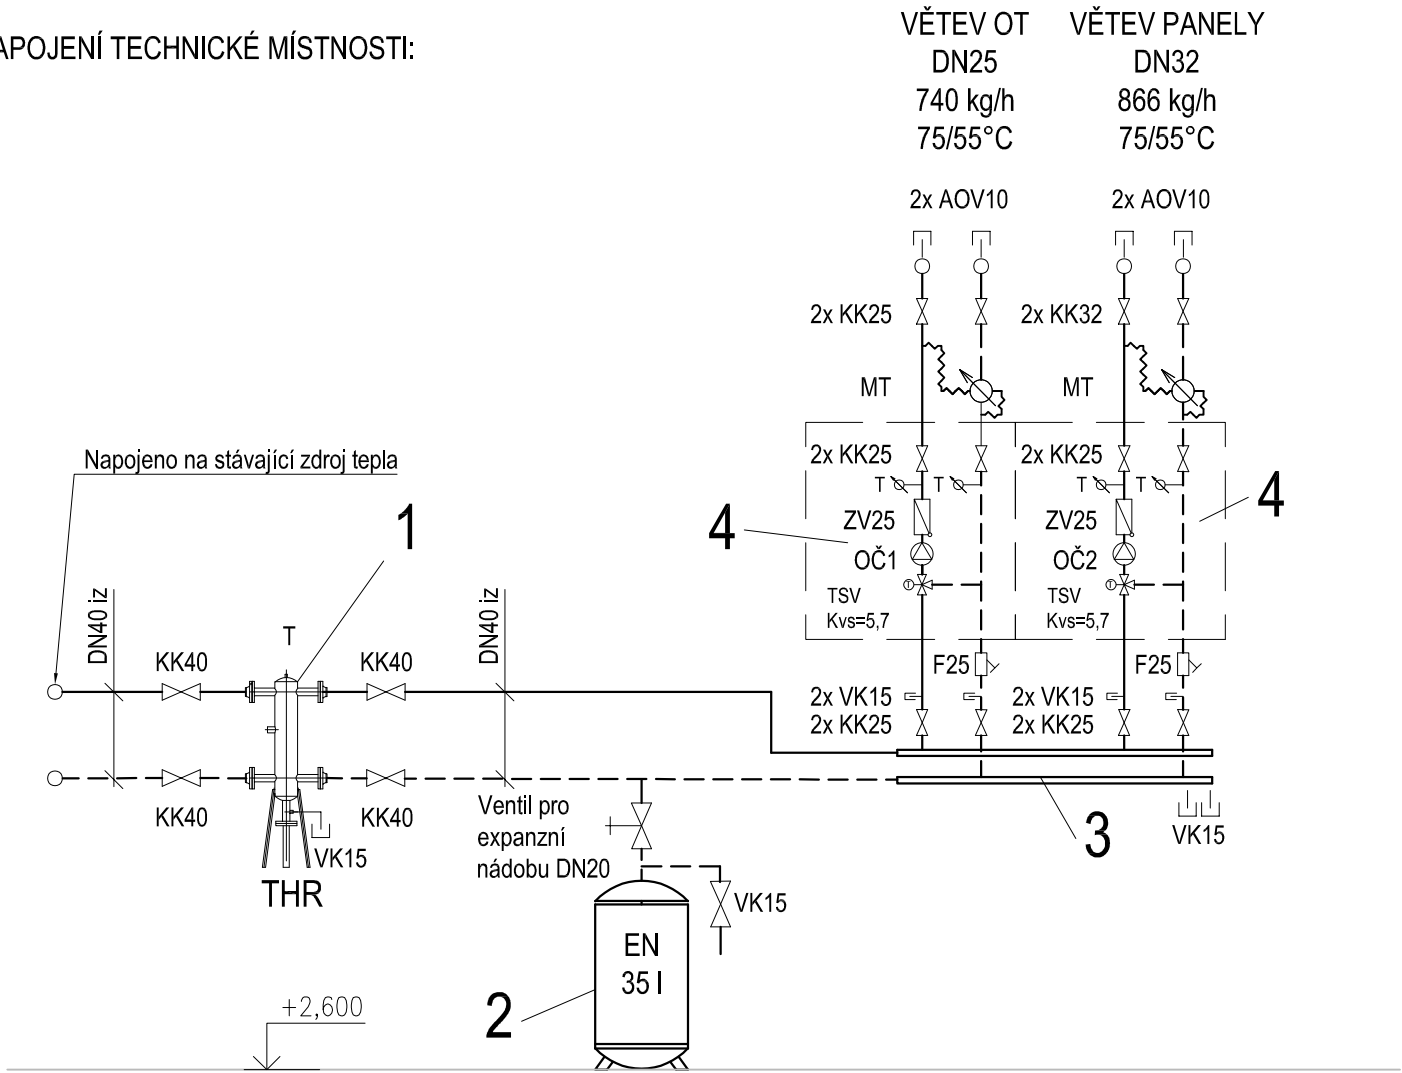 APOJENÍ TECHNICKÉ MÍSTNOSTI:
VĚTEV OT
DN25
740 kg/h
75/55°C
VĚTEV PANELY
DN32
866 kg/h
75/55°C
2x AOV10
2x AOV10
2x KK25
2x KK32
MT
MT
2x KK25
2x KK25
T
T
T
T
ZV25
ZV25
4
4
OČ1
OČ2
T
T
TSV
Kvs=5,7
TSV
Kvs=5,7
F25
F25
2x VK15
2x KK25
2x VK15
2x KK25
Napojeno na stávající zdroj tepla
1
DN40 iz
DN40 iz
T
KK40
KK40
KK40
KK40
VK15
THR
Ventil pro
expanzní
nádobu DN20
3
VK15
VK15
EN
35 l
2
+2,600